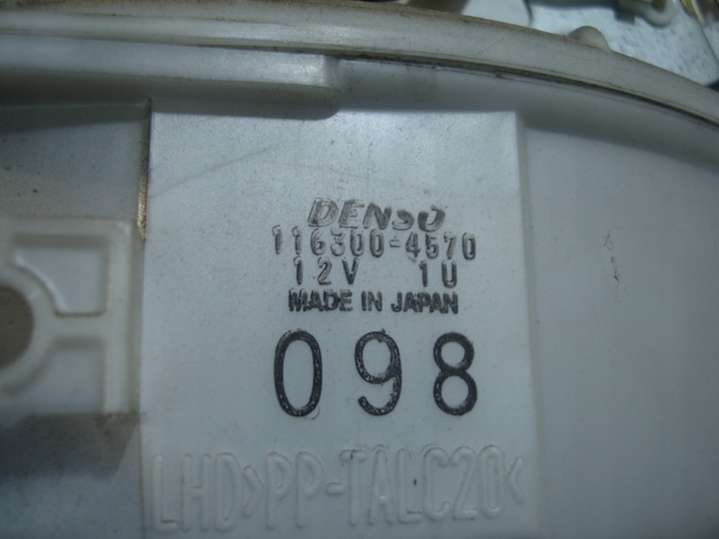 DENSO
116300-4570
12V 1U
MADE IN JAPAN
098
LHD>PP-TALC20<